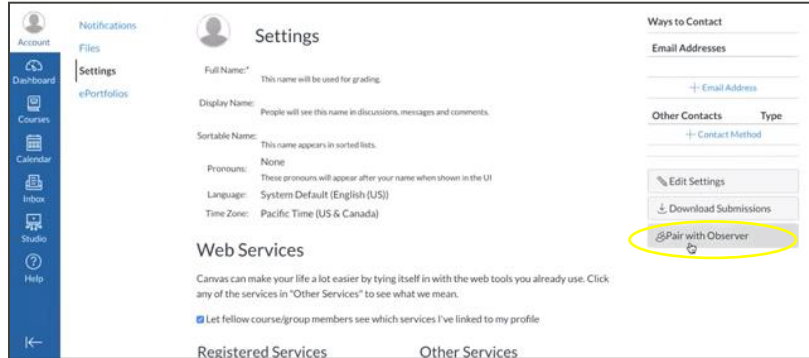 Account
Dashboard
Courses
Calendar
Inbox
Studio
Help
Notifications
Files
Settings
ePortfolios
Settings
Full Name:*
This name will be used for grading.
Display Name:
People will see this name in discussions, messages and comments.
Sortable Name:
This name appears in sorted lists.
Pronouns: None
These pronouns will appear after your name when shown in the UI
Language: System Default (English (US))
Time Zone: Pacific Time (US & Canada)
Web Services
Canvas can make your life a lot easier by tying itself in with the web tools you already use. Click
any of the services in "Other Services" to see what we mean.
Let fellow course/group members see which services I've linked to my profile
Registered Services Other Services
Ways to Contact
Email Addresses
+ Email Address
Other Contacts Type
+ Contact Method
Edit Settings
Download Submissions
Pair with Observer